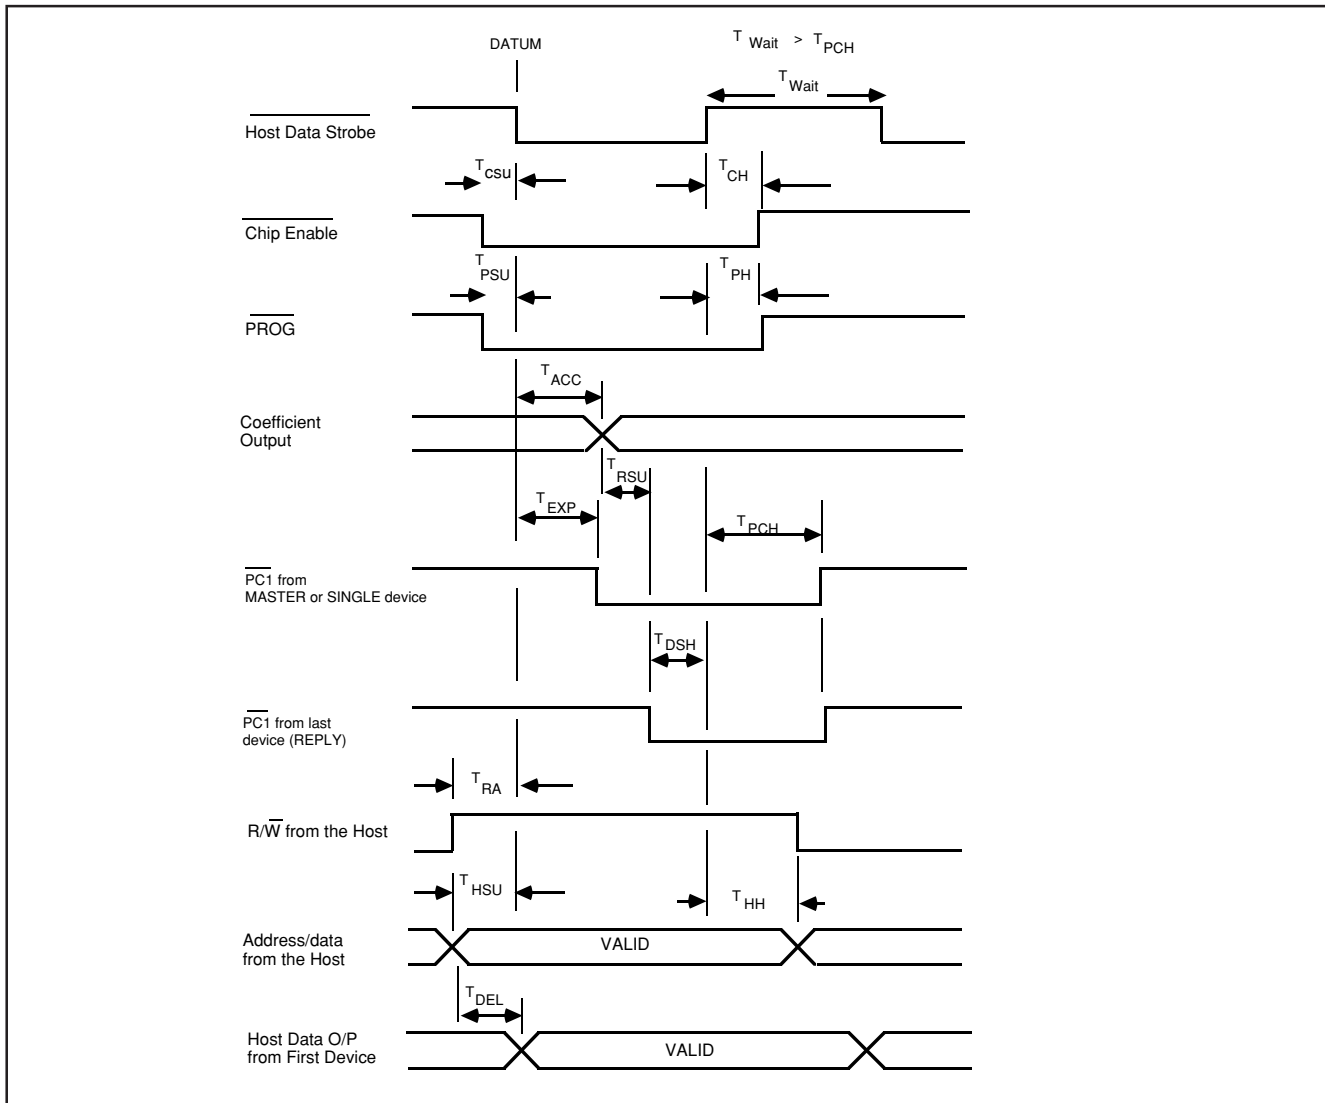 DATUM
T Wait > T PCH
T Wait
Host Data Strobe
T csu
T CH
Chip Enable
T PSU
T PH
PROG
T ACC
Coefficient
Output
T RSU
T EXP
T PCH
PC1 from
MASTER or SINGLE device
T DSH
PC1 from last
device (REPLY)
T RA
R/W from the Host
T HSU
T HH
Address/data
from the Host
VALID
T DEL
Host Data O/P
from First Device
VALID